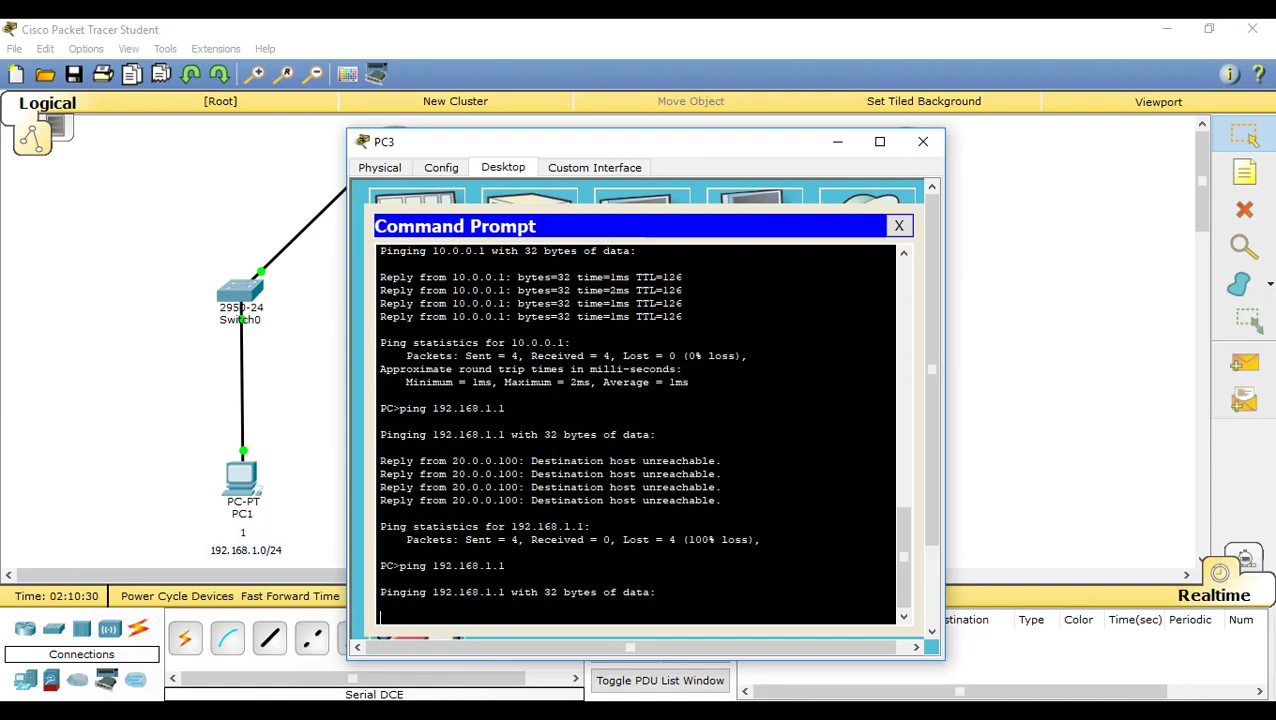 Cisco Packet Tracer Student
File Edit Options View Tools Extensions Help
Logical [Root] New Cluster Move Object Set Tiled Background Viewport
PC3
Physical Config Desktop Custom Interface
Command Prompt X
Pinging 10.0.0.1 with 32 bytes of data:
Reply from 10.0.0.1: bytes=32 time=1ms TTL=126
Reply from 10.0.0.1: bytes=32 time=2ms TTL=126
Reply from 10.0.0.1: bytes=32 time=1ms TTL=126
Reply from 10.0.0.1: bytes=32 time=1ms TTL=126
Ping statistics for 10.0.0.1:
Packets: Sent = 4, Received = 4, Lost = 0 (0% loss),
Approximate round trip times in milli-seconds:
Minimum = 1ms, Maximum = 2ms, Average = 1ms
PC>ping 192.168.1.1
Pinging 192.168.1.1 with 32 bytes of data:
Reply from 20.0.0.100: Destination host unreachable.
Reply from 20.0.0.100: Destination host unreachable.
Reply from 20.0.0.100: Destination host unreachable.
Reply from 20.0.0.100: Destination host unreachable.
Ping statistics for 192.168.1.1:
Packets: Sent = 4, Received = 0, Lost = 4 (100% loss),
PC>ping 192.168.1.1
Pinging 192.168.1.1 with 32 bytes of data:
2950-24
Switch0
PC-PT
PC1
1
192.168.1.0/24
Time: 02:10:30 Power Cycle Devices Fast Forward Time
Realtime
Connections
Serial DCE
Toggle PDU List Window
stination Type Color Time(sec) Periodic Num